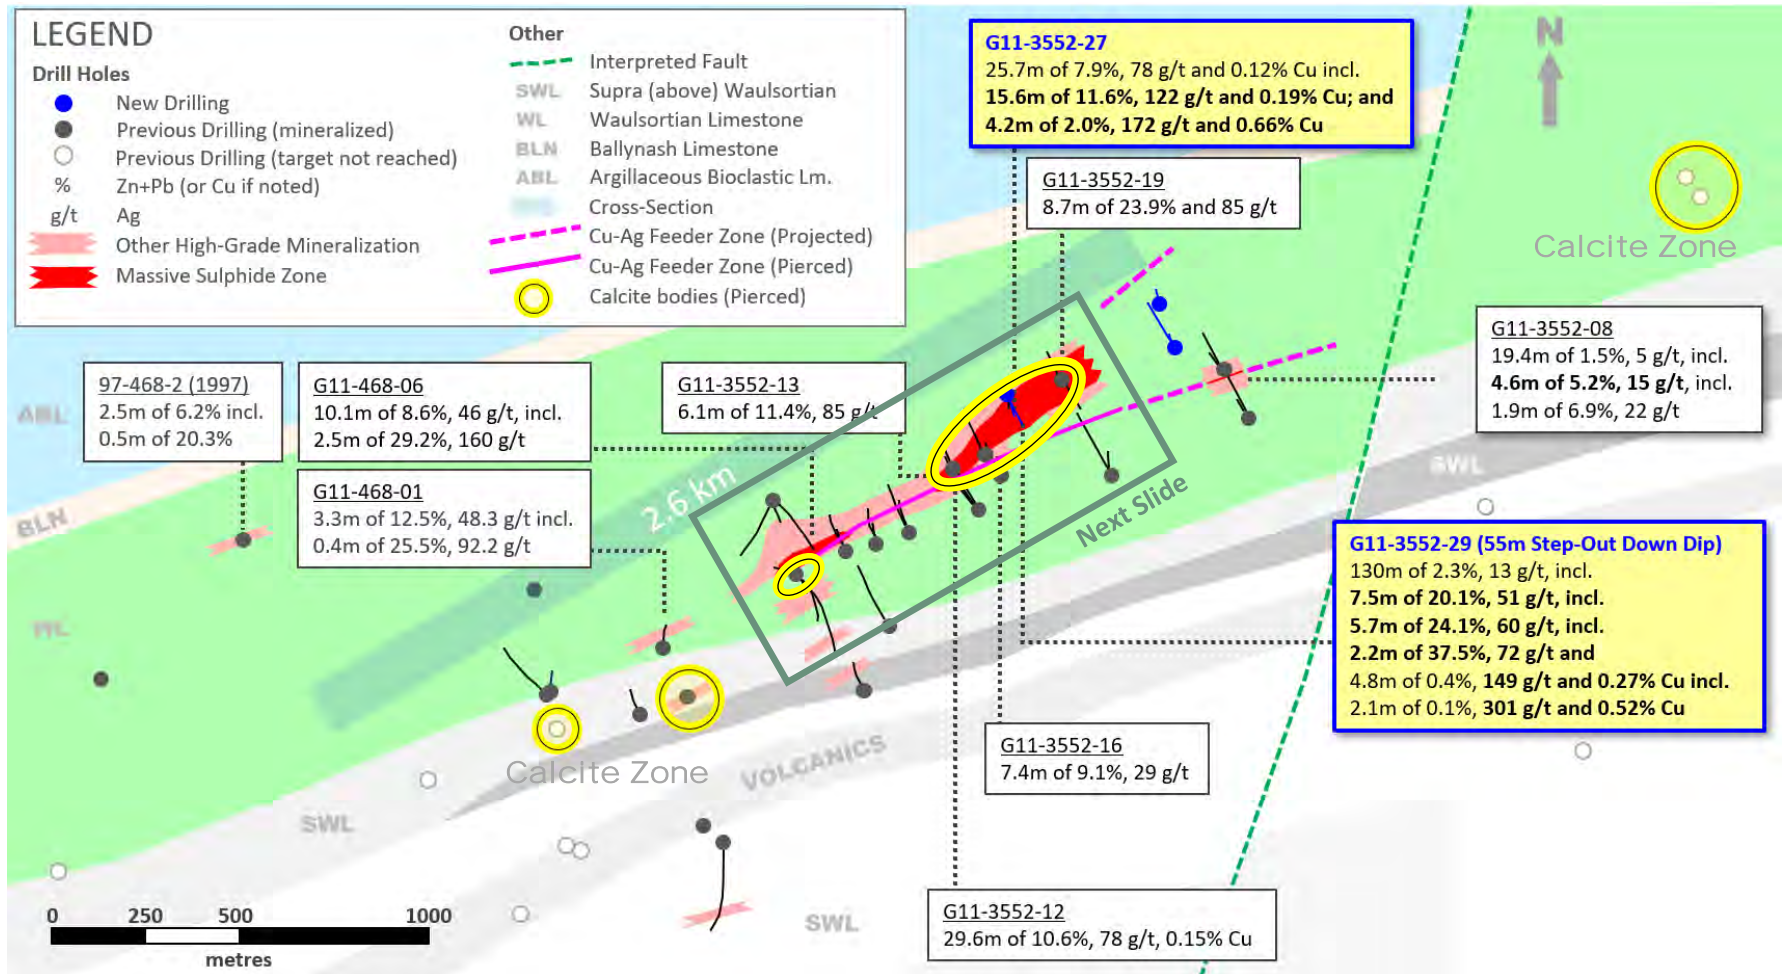 LEGEND
Drill Holes
New Drilling
Previous Drilling (mineralized)
Previous Drilling (target not reached)
% Zn+Pb (or Cu if noted)
g/t Ag
Other High-Grade Mineralization
Massive Sulphide Zone
Other
Interpreted Fault
SWL Supra (above) Waulsortian
WL Waulsortian Limestone
BLN Ballynash Limestone
ABL Argillaceous Bioclastic Lm.
Cross-Section
Cu-Ag Feeder Zone (Projected)
Cu-Ag Feeder Zone (Pierced)
Calcite bodies (Pierced)
G11-3552-27
25.7m of 7.9%, 78 g/t and 0.12% Cu incl.
15.6m of 11.6%, 122 g/t and 0.19% Cu; and
4.2m of 2.0%, 172 g/t and 0.66% Cu
N
G11-3552-19
8.7m of 23.9% and 85 g/t
Calcite Zone
G11-3552-08
19.4m of 1.5%, 5 g/t, incl.
4.6m of 5.2%, 15 g/t, incl.
1.9m of 6.9%, 22 g/t
97-468-2 (1997)
2.5m of 6.2% incl.
0.5m of 20.3%
G11-468-06
10.1m of 8.6%, 46 g/t, incl.
2.5m of 29.2%, 160 g/t
G11-3552-13
6.1m of 11.4%, 85 g/t
G11-468-01
3.3m of 12.5%, 48.3 g/t incl.
0.4m of 25.5%, 92.2 g/t
ABL
BLN
WL
2.6 km
Next Slide
SWL
G11-3552-29 (55m Step-Out Down Dip)
130m of 2.3%, 13 g/t, incl.
7.5m of 20.1%, 51 g/t, incl.
5.7m of 24.1%, 60 g/t, incl.
2.2m of 37.5%, 72 g/t and
4.8m of 0.4%, 149 g/t and 0.27% Cu incl.
2.1m of 0.1%, 301 g/t and 0.52% Cu
G11-3552-16
7.4m of 9.1%, 29 g/t
Calcite Zone
VOLCANICS
SWL
SWL
G11-3552-12
29.6m of 10.6%, 78 g/t, 0.15% Cu
0 250 500 1000
metres